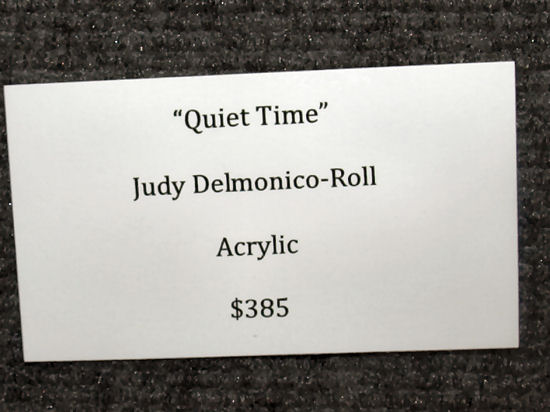 “Quiet Time”
Judy Delmonico-Roll
Acrylic
$385